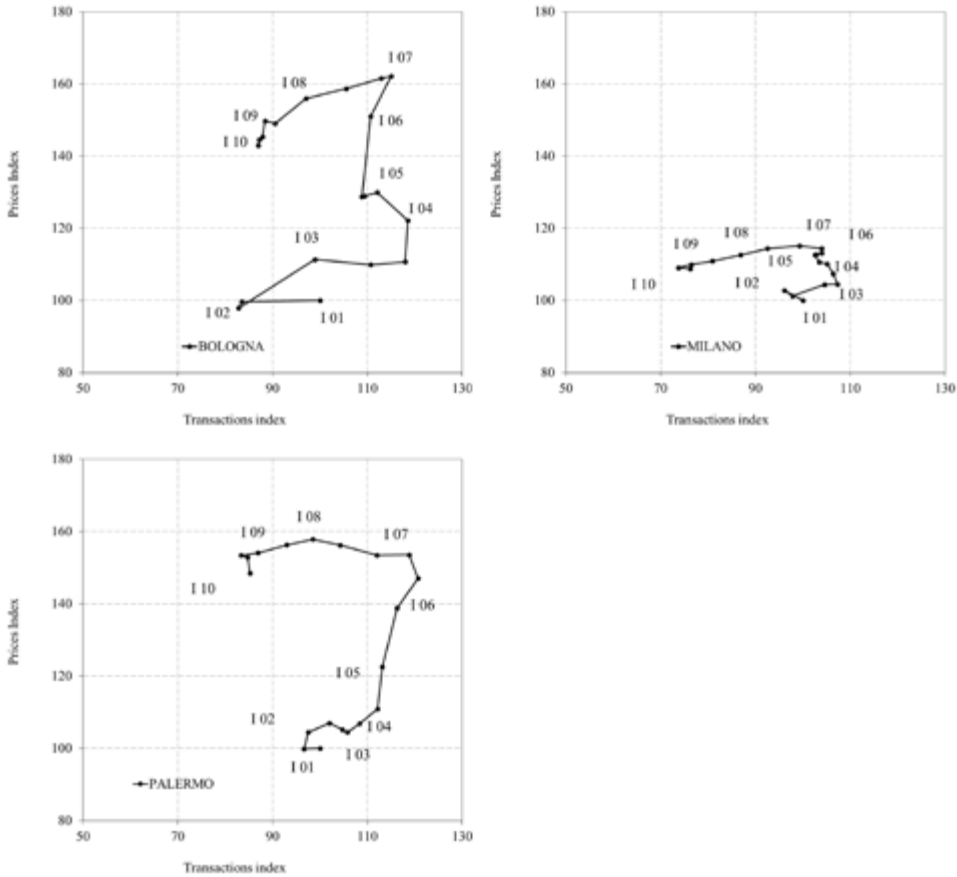 180
160
140
120
100
80
Prices Index
I 07
I 08
I 06
I 09
I 10
I 05
I 04
I 03
I 02
I 01
BOLOGNA
50
70
90
110
130
Transactions index
180
160
140
120
100
80
Prices Index
I 07
I 06
I 08
I 09
I 05
I 04
I 10
I 02
I 03
I 01
MILANO
50
70
90
110
130
Transactions index
180
160
140
120
100
80
Prices Index
I 08
I 09
I 07
I 10
I 06
I 05
I 02
I 04
I 03
I 01
PALERMO
50
70
90
110
130
Transactions index